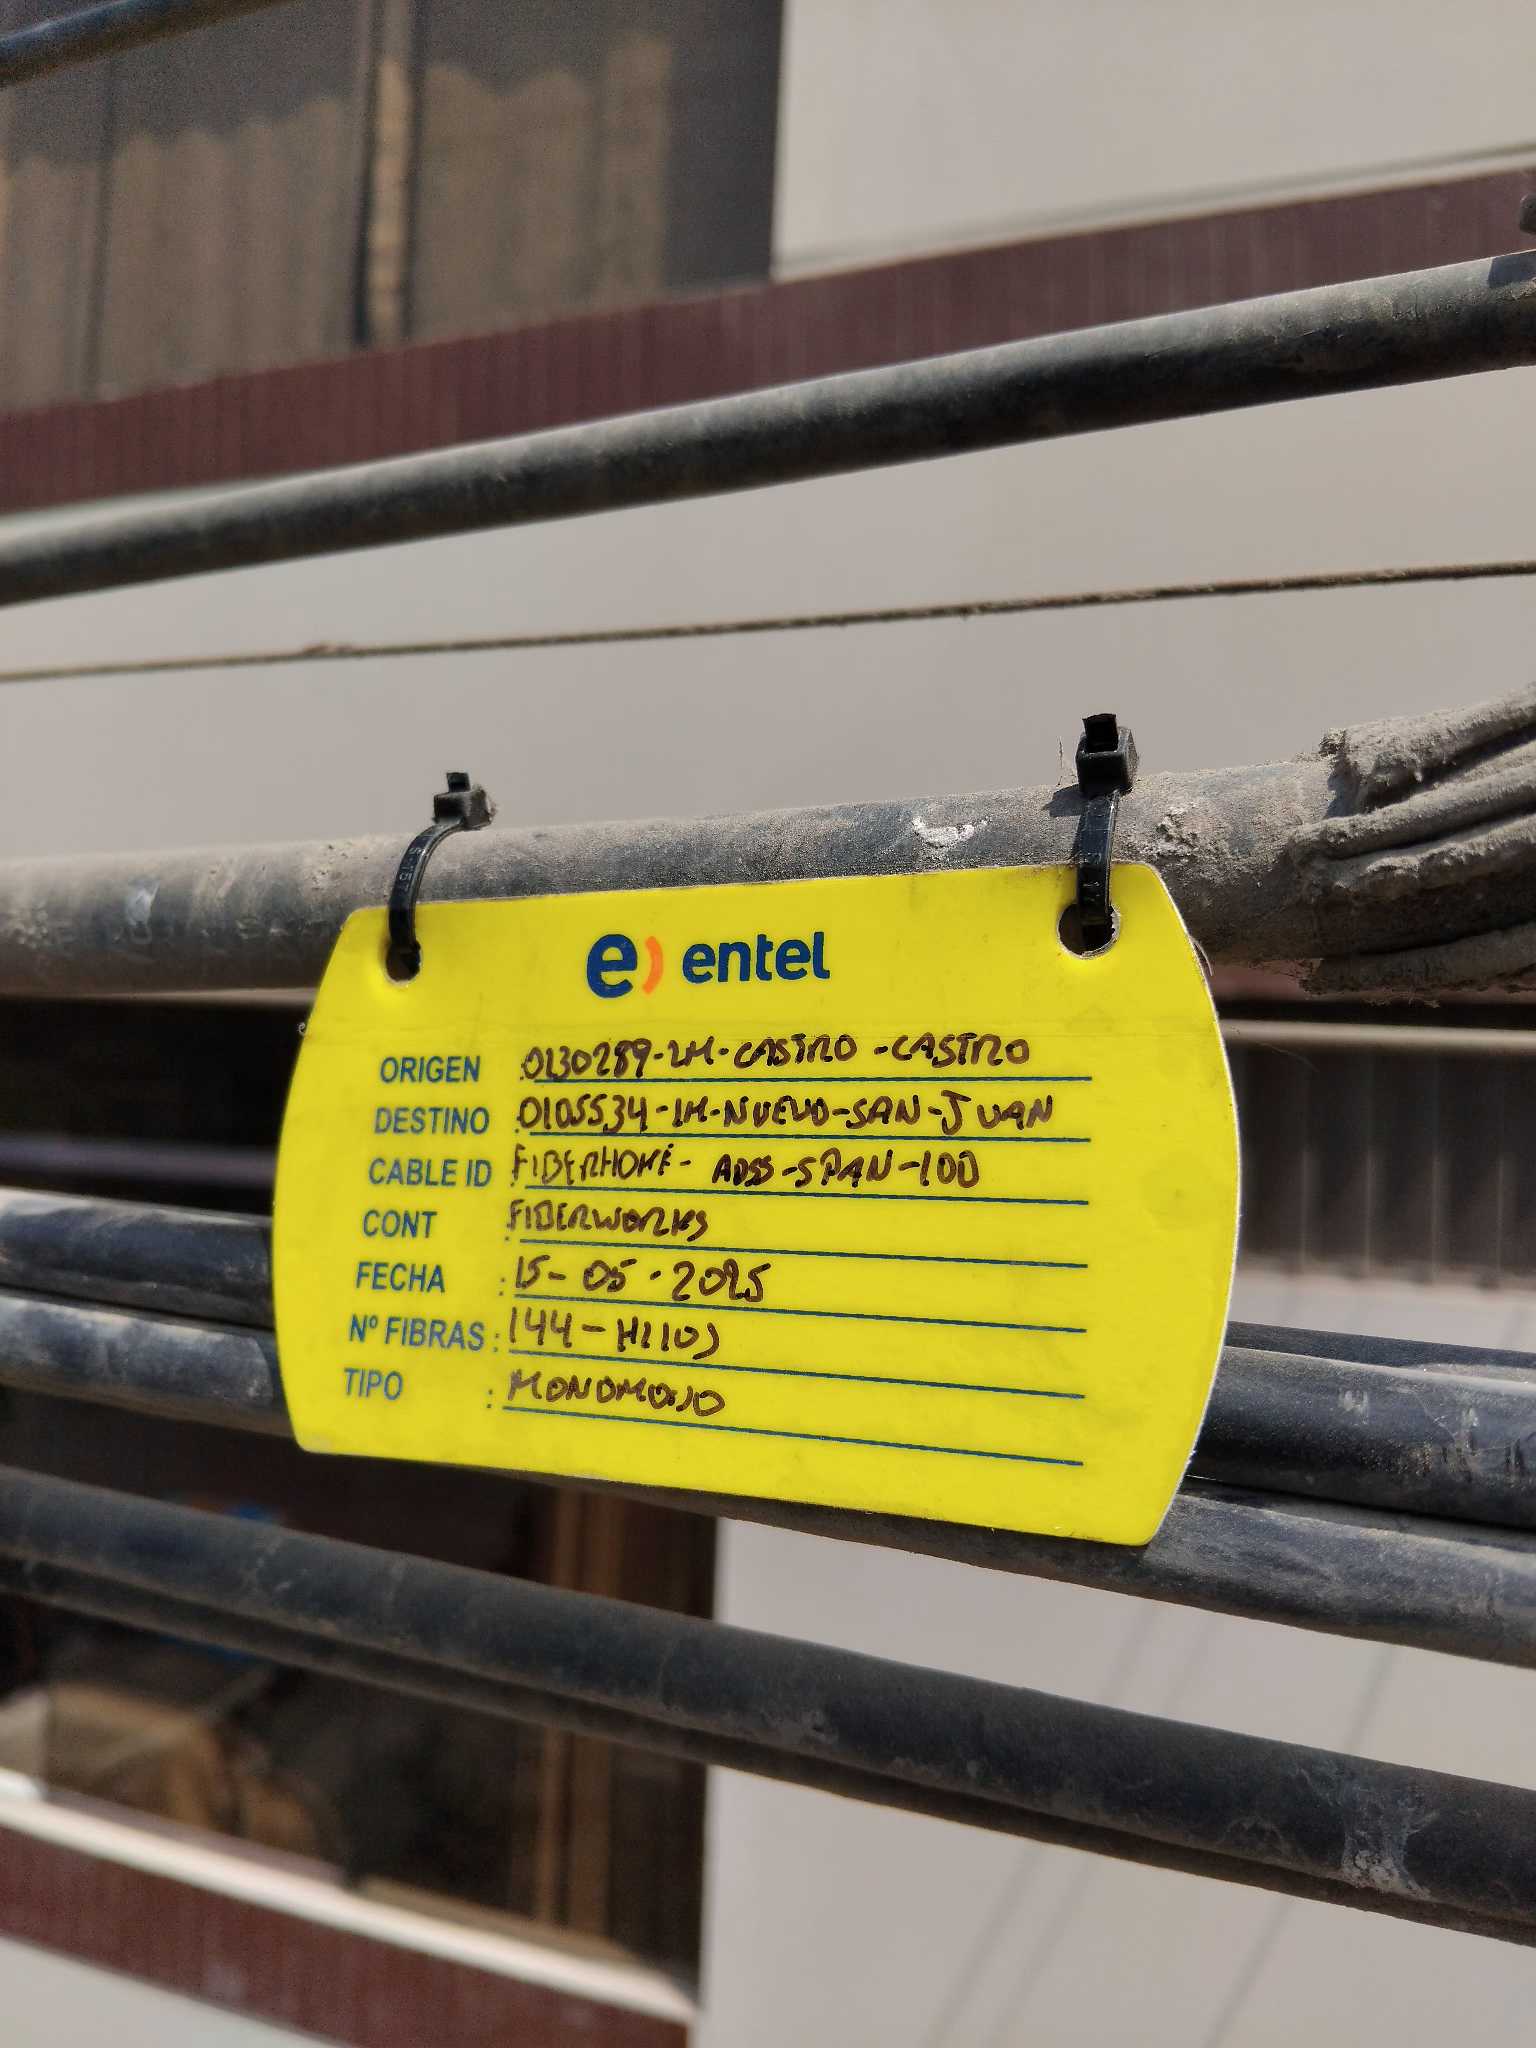 e) entel
ORIGEN : 0130289-LM-CASTRO-CASTRO
DESTINO : 0105534-LM-NUEVO-SAN-JUAN
CABLE ID : FIBERHOME-ADSS-SPAN-100
CONT : FIBERWORKS
FECHA : 15-05-2025
Nº FIBRAS : 144-HILOS
TIPO : MONOMODO